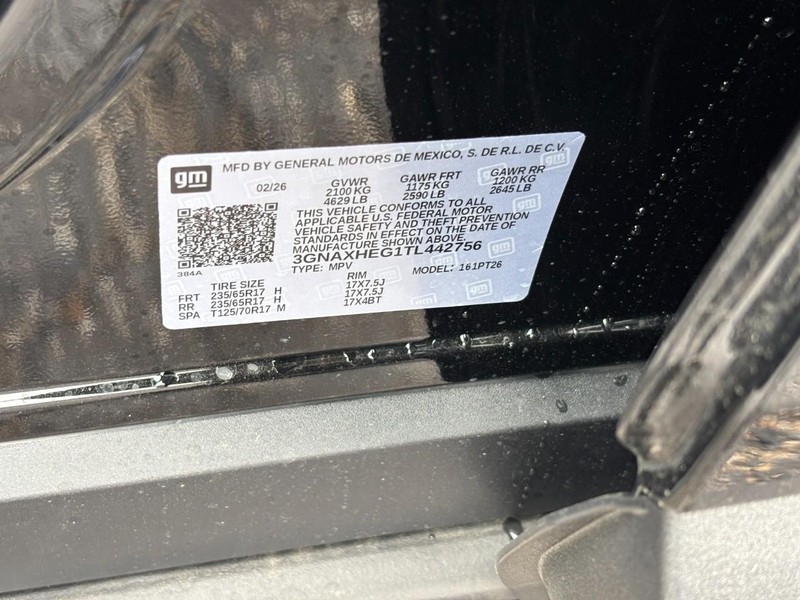 gm
MFD BY GENERAL MOTORS DE MEXICO, S. DE R.L. DE C.V.
02/26 GVWR GAWR FRT GAWR RR
2100 KG 1175 KG 1200 KG
4629 LB 2590 LB 2645 LB
THIS VEHICLE CONFORMS TO ALL
APPLICABLE U.S. FEDERAL MOTOR
VEHICLE SAFETY AND THEFT PREVENTION
STANDARDS IN EFFECT ON THE DATE OF
MANUFACTURE SHOWN ABOVE.
3GNAXHEG1TL442756
384A
TYPE: MPV MODEL: 161PT26
TIRE SIZE RIM
FRT 235/65R17 H 17X7.5J
RR 235/65R17 H 17X7.5J
SPA T125/70R17 M 17X4BT